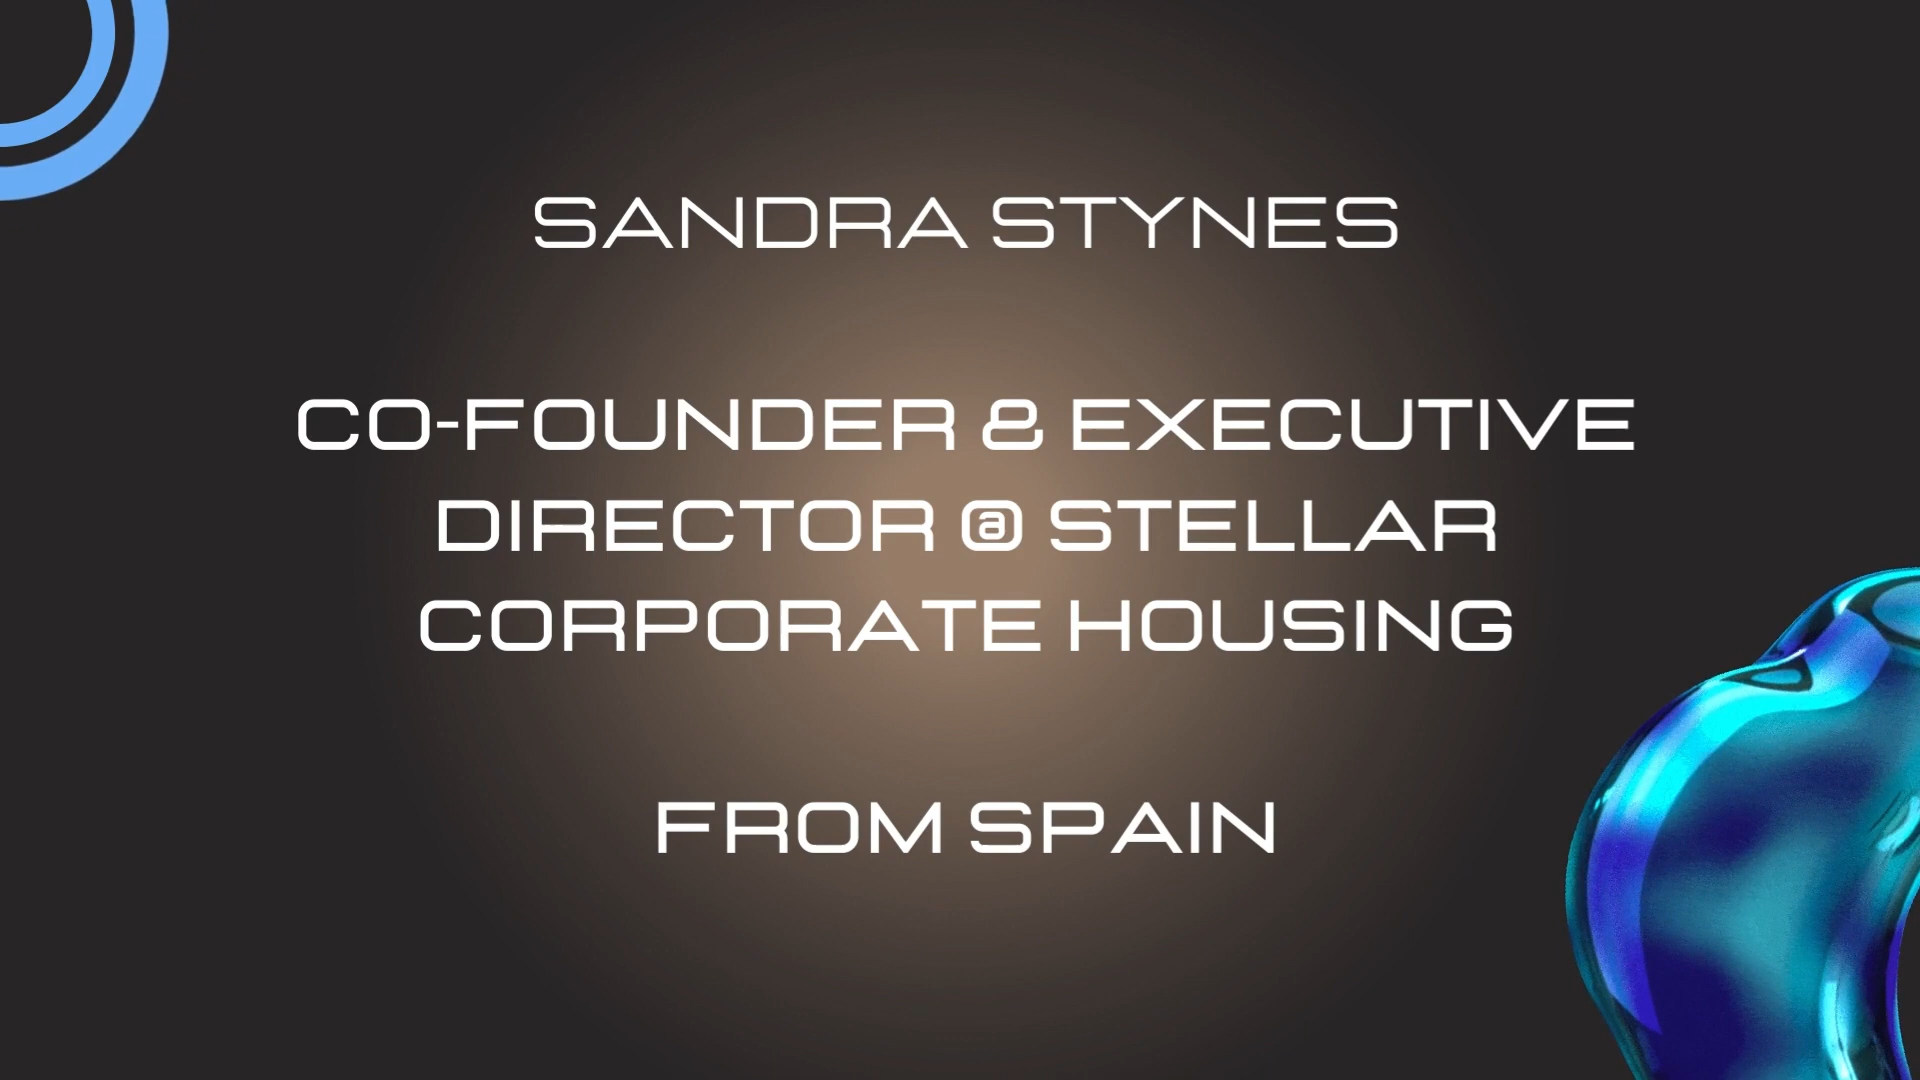 SANDRA STYNES
CO-FOUNDER & EXECUTIVE
DIRECTOR @ STELLAR
CORPORATE HOUSING
FROM SPAIN